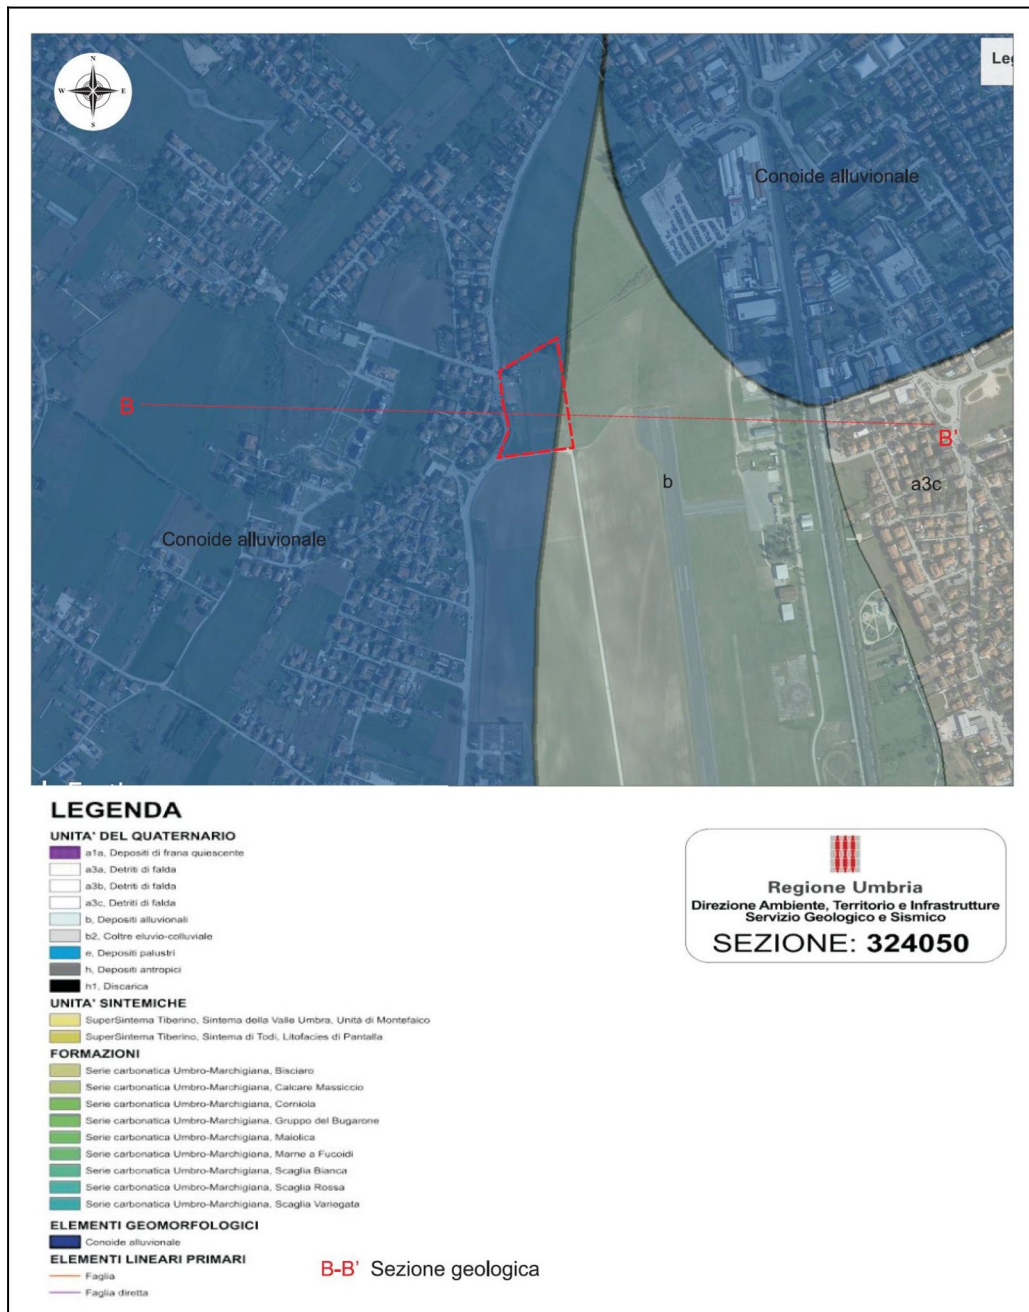 N
W
E
S
Leg
Conoide alluvionale
B
B'
b
a3c
Conoide alluvionale
LEGENDA
UNITA' DEL QUATERNARIO
a1a, Depositi di frana quiescente
a3a, Detriti di falda
a3b, Detriti di falda
a3c, Detriti di falda
b, Depositi alluvionali
b2, Coltre eluvio-colluviale
e, Depositi palustri
h, Depositi antropici
h1, Discarica
UNITA' SINTEMICHE
SuperSintema Tiberino, Sintema della Valle Umbra, Unità di Montefalco
SuperSintema Tiberino, Sintema di Todi, Litofacies di Pantalla
FORMAZIONI
Serie carbonatica Umbro-Marchigiana, Bisciaro
Serie carbonatica Umbro-Marchigiana, Calcare Massiccio
Serie carbonatica Umbro-Marchigiana, Corniola
Serie carbonatica Umbro-Marchigiana, Gruppo del Bugarone
Serie carbonatica Umbro-Marchigiana, Maiolica
Serie carbonatica Umbro-Marchigiana, Marne a Fucoidi
Serie carbonatica Umbro-Marchigiana, Scaglia Bianca
Serie carbonatica Umbro-Marchigiana, Scaglia Rossa
Serie carbonatica Umbro-Marchigiana, Scaglia Variegata
ELEMENTI GEOMORFOLOGICI
Conoide alluvionale
ELEMENTI LINEARI PRIMARI
Faglia
Faglia diretta
B-B' Sezione geologica
Regione Umbria
Direzione Ambiente, Territorio e Infrastrutture
Servizio Geologico e Sismico
SEZIONE: 324050